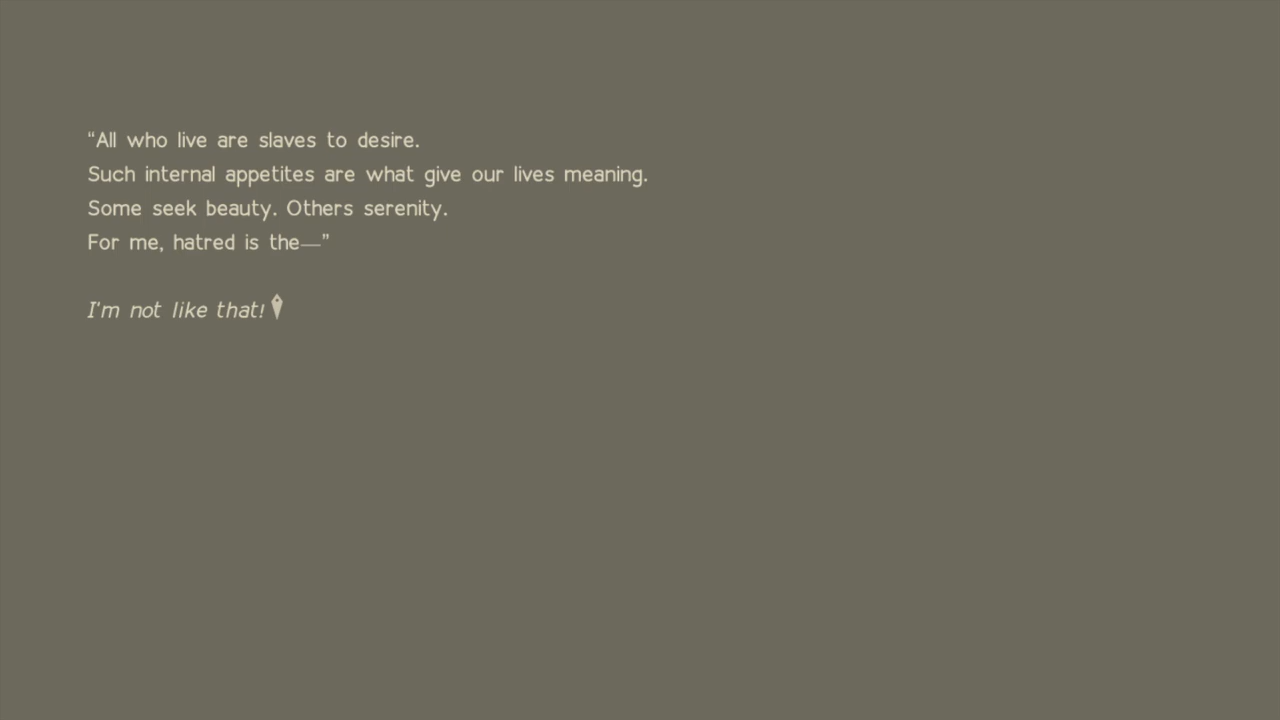 “All who live are slaves to desire.
Such internal appetites are what give our lives meaning.
Some seek beauty. Others serenity.
For me, hatred is the—”
I'm not like that!